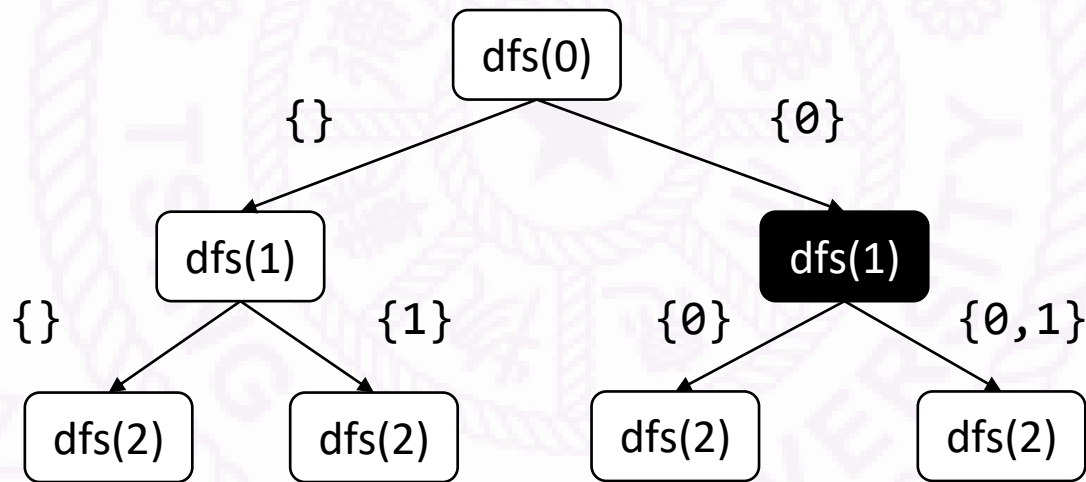 dfs(0)
{} {0}
dfs(1) dfs(1)
{} {1} {0} {0,1}
dfs(2) dfs(2) dfs(2) dfs(2)